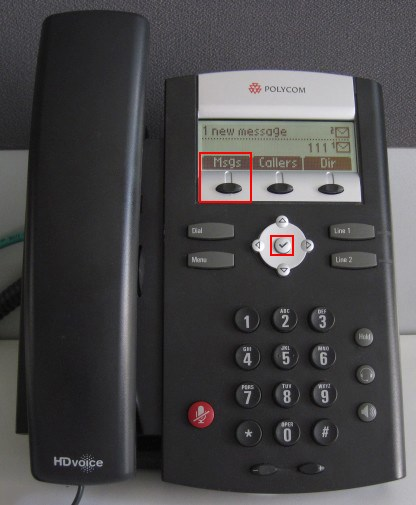 POLYCOM
1 new message
111 1
Msgs Callers Dir
Dial
Line 1
Menu
Line 2
1 ABC 2 DEF 3
GHI 4 JKL 5 MNO 6
PQRS 7 TUV 8 WXYZ 9
* OPER 0 #
Hold
HDvoice